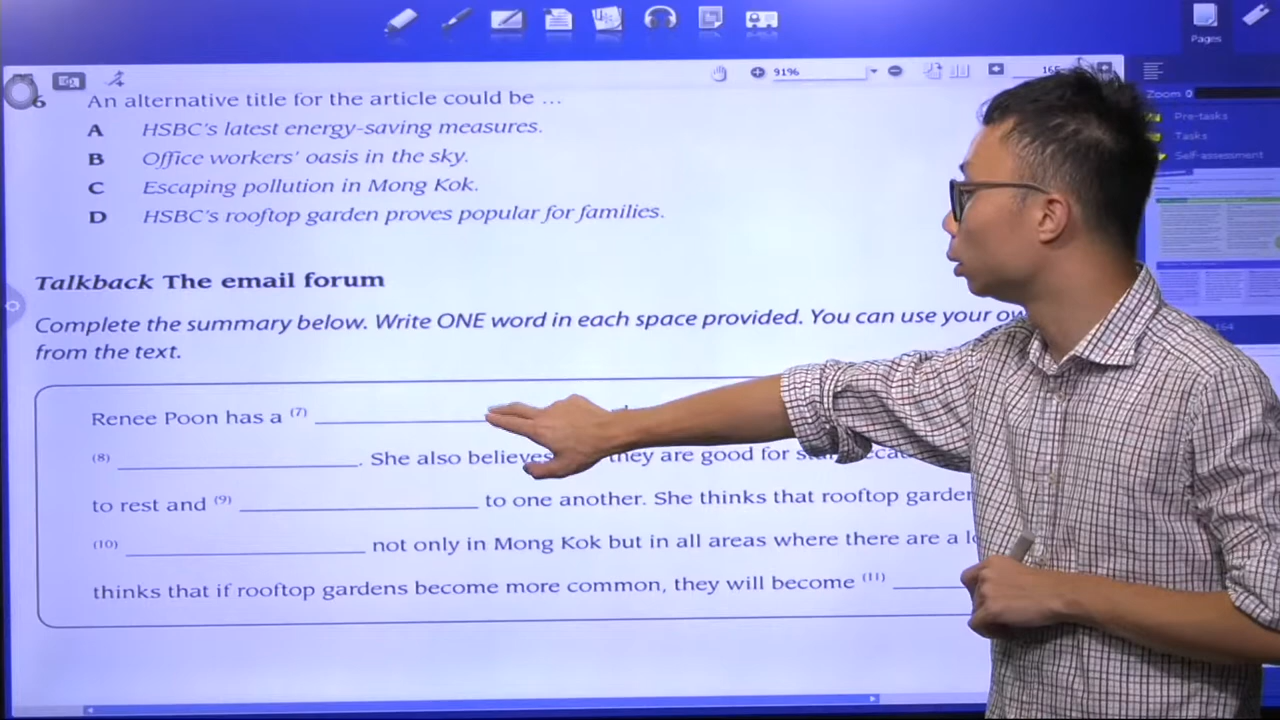 Pages
91%
165
Zoom 0
Pre-tasks
Tasks
Self-assessment
6 An alternative title for the article could be ...
A HSBC's latest energy-saving measures.
B Office workers' oasis in the sky.
C Escaping pollution in Mong Kok.
D HSBC's rooftop garden proves popular for families.
Talkback The email forum
Complete the summary below. Write ONE word in each space provided. You can use your
from the text.
Renee Poon has a (7)
(8) . She also believes they are good for
to rest and (9) to one another. She thinks that rooftop
(10) not only in Mong Kok but in all areas where there are a
thinks that if rooftop gardens become more common, they will become (11)
164